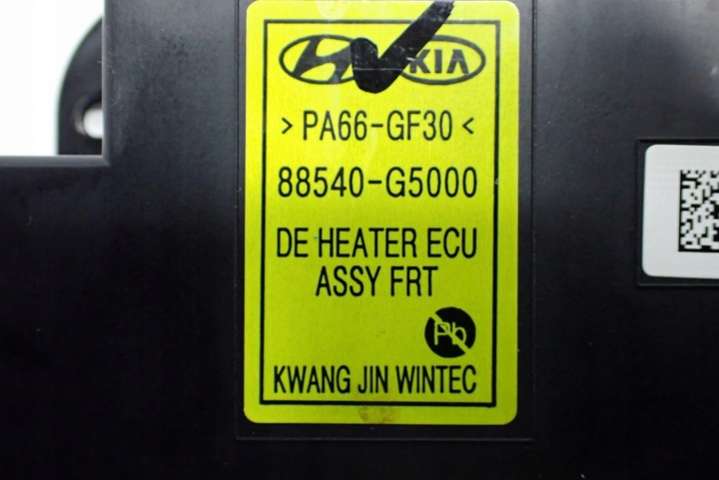 KIA
>PA66-GF30<
88540-G5000
DE HEATER ECU
ASSY FRT
Pb
KWANG JIN WINTEC